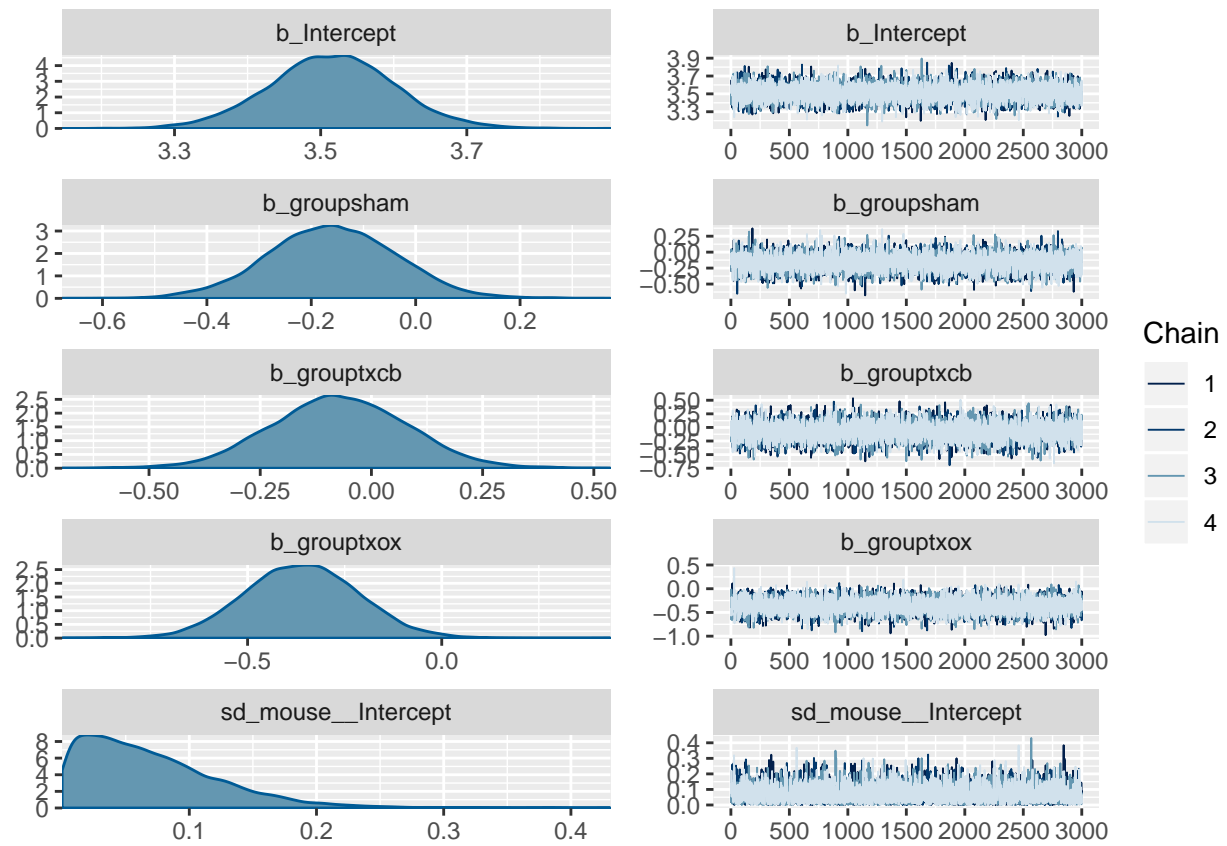 b_Intercept
4
3
2
1
0
3.3 3.5 3.7
b_Intercept
3.9
3.7
3.5
3.3
0 500 1000 1500 2000 2500 3000
b_groupsham
3
2
1
0
−0.6 −0.4 −0.2 0.0 0.2
b_groupsham
0.25
0.00
−0.25
−0.50
0 500 1000 1500 2000 2500 3000
b_grouptxcb
2.5
2.0
1.5
1.0
0.5
0.0
−0.50 −0.25 0.00 0.25 0.50
b_grouptxcb
0.50
0.25
0.00
−0.25
−0.50
−0.75
0 500 1000 1500 2000 2500 3000
b_grouptxox
2.5
2.0
1.5
1.0
0.5
0.0
−0.5 0.0
b_grouptxox
0.5
0.0
−0.5
−1.0
0 500 1000 1500 2000 2500 3000
sd_mouse__Intercept
8
6
4
2
0
0.1 0.2 0.3 0.4
sd_mouse__Intercept
0.4
0.3
0.2
0.1
0.0
0 500 1000 1500 2000 2500 3000
Chain
1
2
3
4